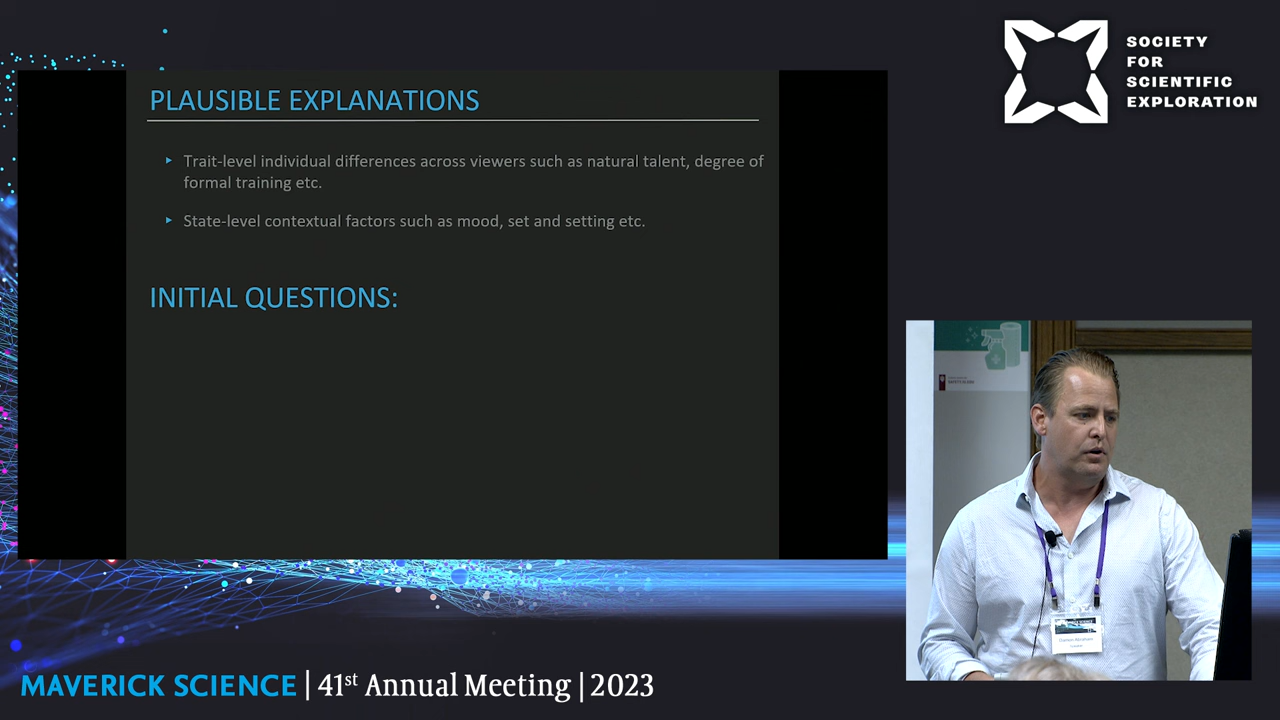 PLAUSIBLE EXPLANATIONS
Trait-level individual differences across viewers such as natural talent, degree of
formal training etc.
State-level contextual factors such as mood, set and setting etc.
INITIAL QUESTIONS:
SOCIETY
FOR
SCIENTIFIC
EXPLORATION
MAVERICK SCIENCE | 41st Annual Meeting | 2023